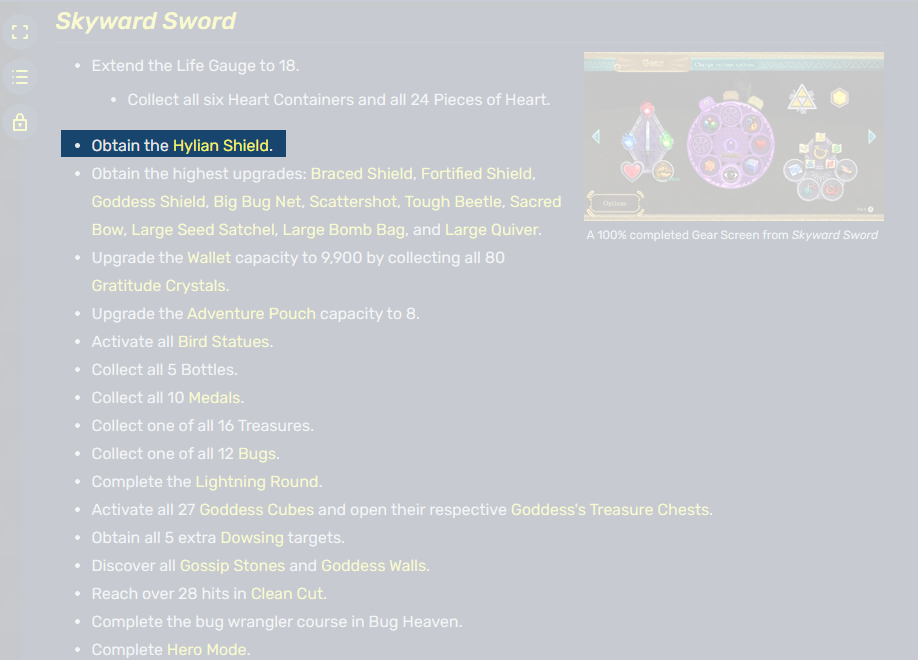 Skyward Sword
Extend the Life Gauge to 18.
Collect all six Heart Containers and all 24 Pieces of Heart.
Obtain the Hylian Shield.
Obtain the highest upgrades: Braced Shield, Fortified Shield,
Goddess Shield, Big Bug Net, Scattershot, Tough Beetle, Sacred
Bow, Large Seed Satchel, Large Bomb Bag, and Large Quiver.
Upgrade the Wallet capacity to 9,900 by collecting all 80
Gratitude Crystals.
Upgrade the Adventure Pouch capacity to 8.
Activate all Bird Statues.
Collect all 5 Bottles.
Collect all 10 Medals.
Collect one of all 16 Treasures.
Collect one of all 12 Bugs.
Complete the Lightning Round.
Activate all 27 Goddess Cubes and open their respective Goddess's Treasure Chests.
Obtain all 5 extra Dowsing targets.
Discover all Gossip Stones and Goddess Walls.
Reach over 28 hits in Clean Cut.
Complete the bug wrangler course in Bug Heaven.
Complete Hero Mode.
Gear
Options
A 100% completed Gear Screen from Skyward Sword